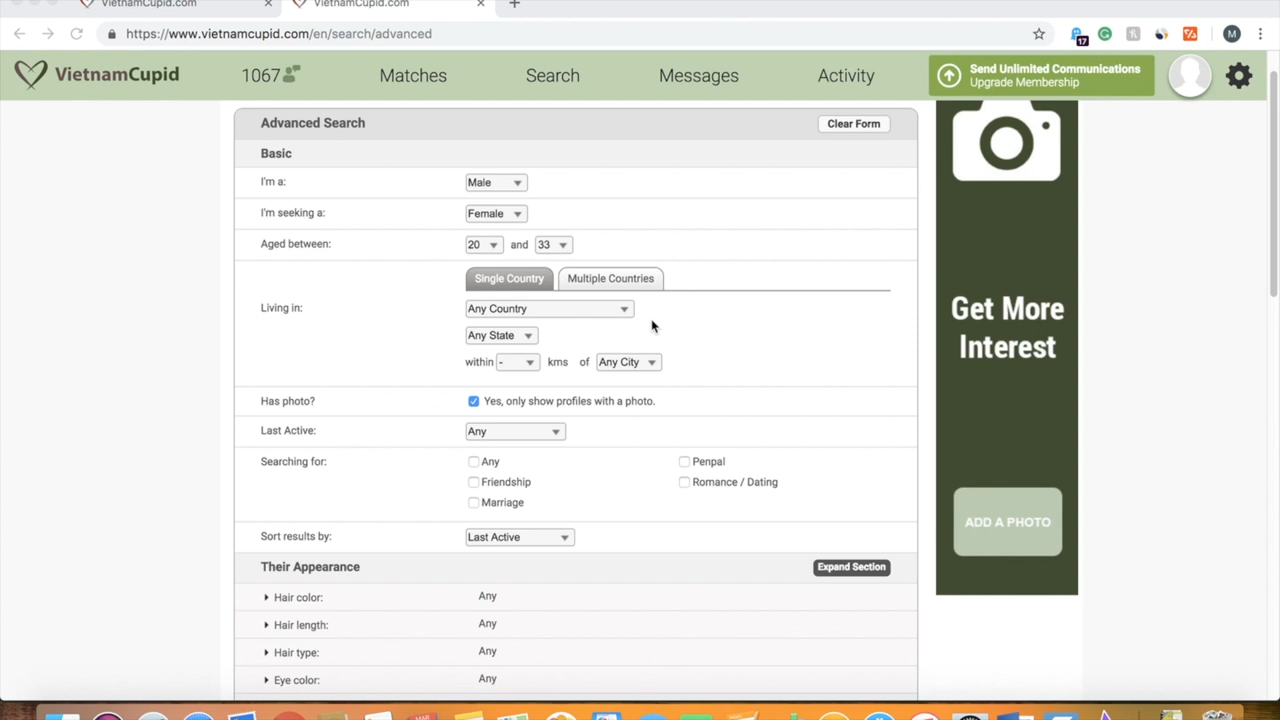 VietnamCupid.com
VietnamCupid.com
https://www.vietnamcupid.com/en/search/advanced
17
M
VietnamCupid
1067
Matches
Search
Messages
Activity
Send Unlimited Communications
Upgrade Membership
Advanced Search
Clear Form
Basic
I'm a:
Male
I'm seeking a:
Female
Aged between:
20 and 33
Single Country
Multiple Countries
Living in:
Any Country
Any State
within - kms of Any City
Has photo?
Yes, only show profiles with a photo.
Last Active:
Any
Searching for:
Any
Penpal
Friendship
Romance / Dating
Marriage
Sort results by:
Last Active
Their Appearance
Expand Section
Hair color:
Any
Hair length:
Any
Hair type:
Any
Eye color:
Any
Get More
Interest
ADD A PHOTO